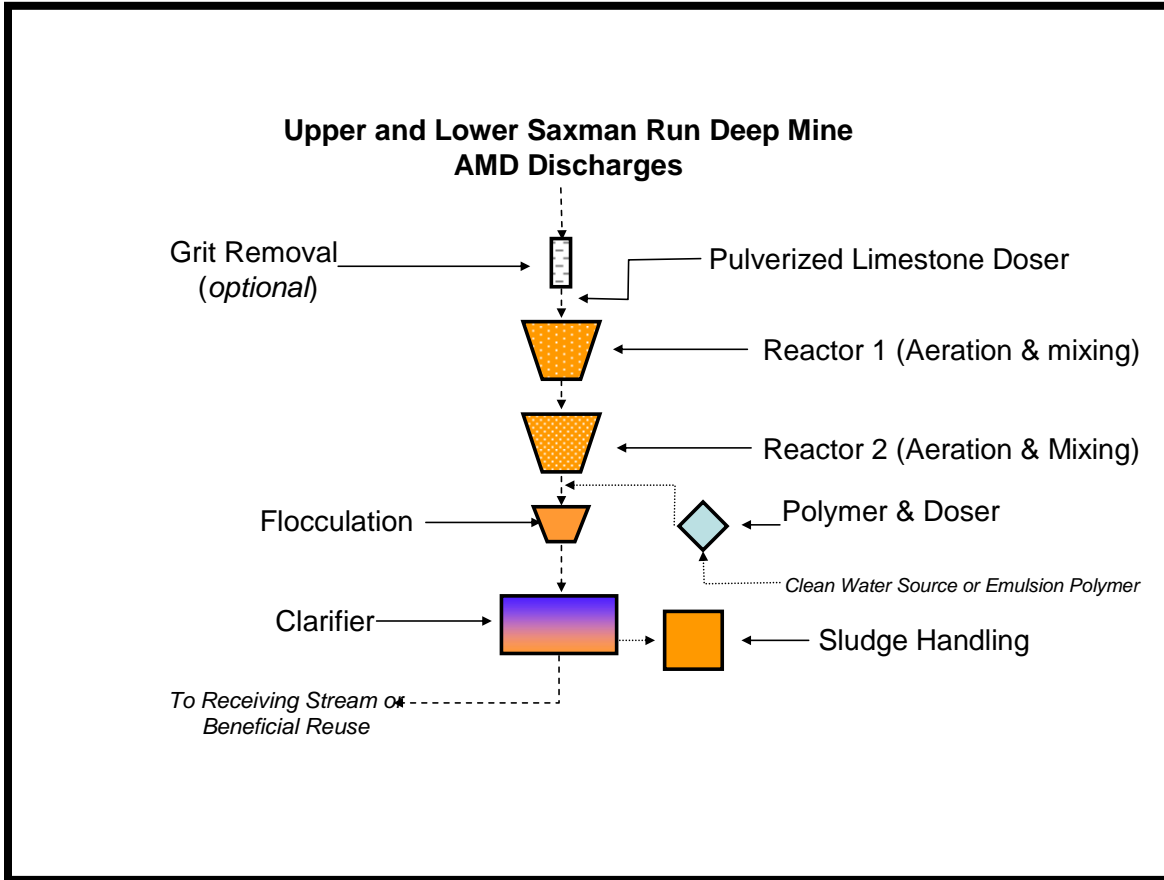 Upper and Lower Saxman Run Deep Mine
AMD Discharges
Grit Removal
(optional)
Pulverized Limestone Doser
Reactor 1 (Aeration & mixing)
Reactor 2 (Aeration & Mixing)
Flocculation
Polymer & Doser
Clean Water Source or Emulsion Polymer
Clarifier
Sludge Handling
To Receiving Stream or
Beneficial Reuse